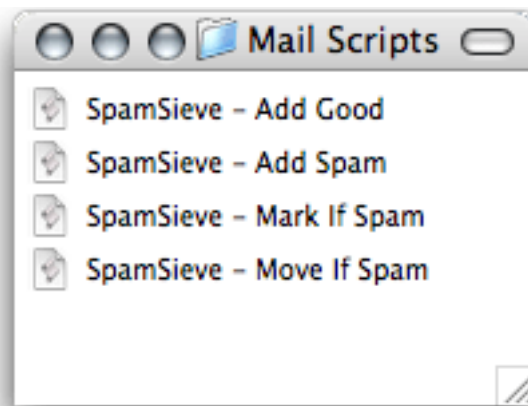 Mail Scripts
SpamSieve – Add Good
SpamSieve – Add Spam
SpamSieve – Mark If Spam
SpamSieve – Move If Spam